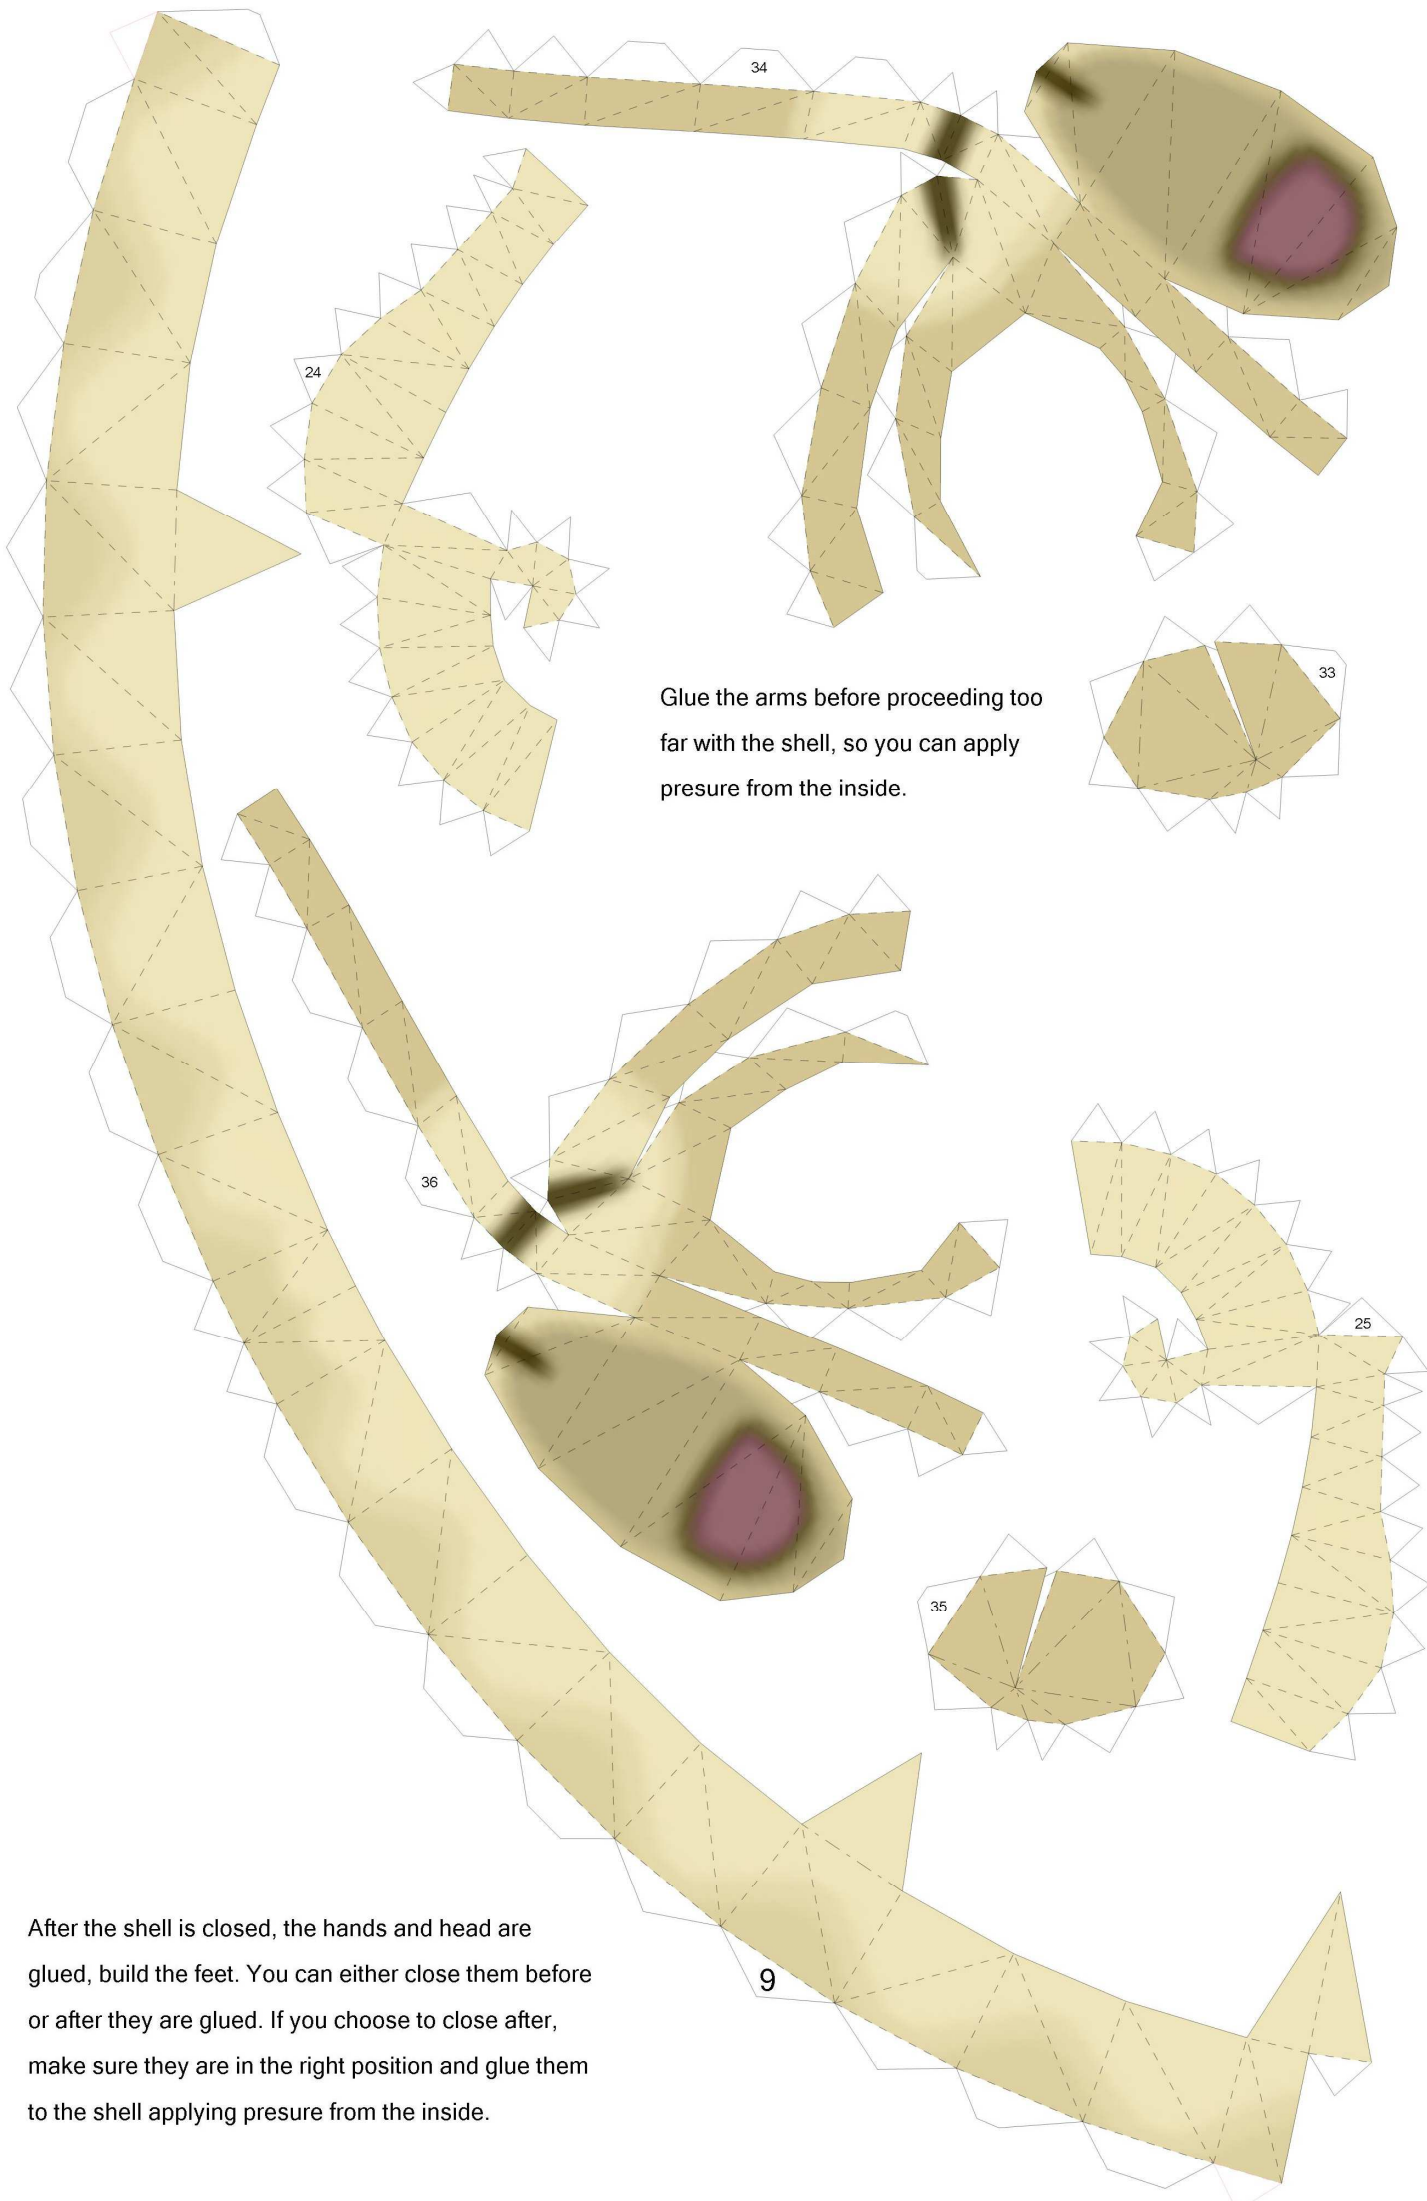 34
24
Glue the arms before proceeding too
far with the shell, so you can apply
presure from the inside.
33
36
25
35
After the shell is closed, the hands and head are
glued, build the feet. You can either close them before
or after they are glued. If you choose to close after,
make sure they are in the right position and glue them
to the shell applying presure from the inside.
9